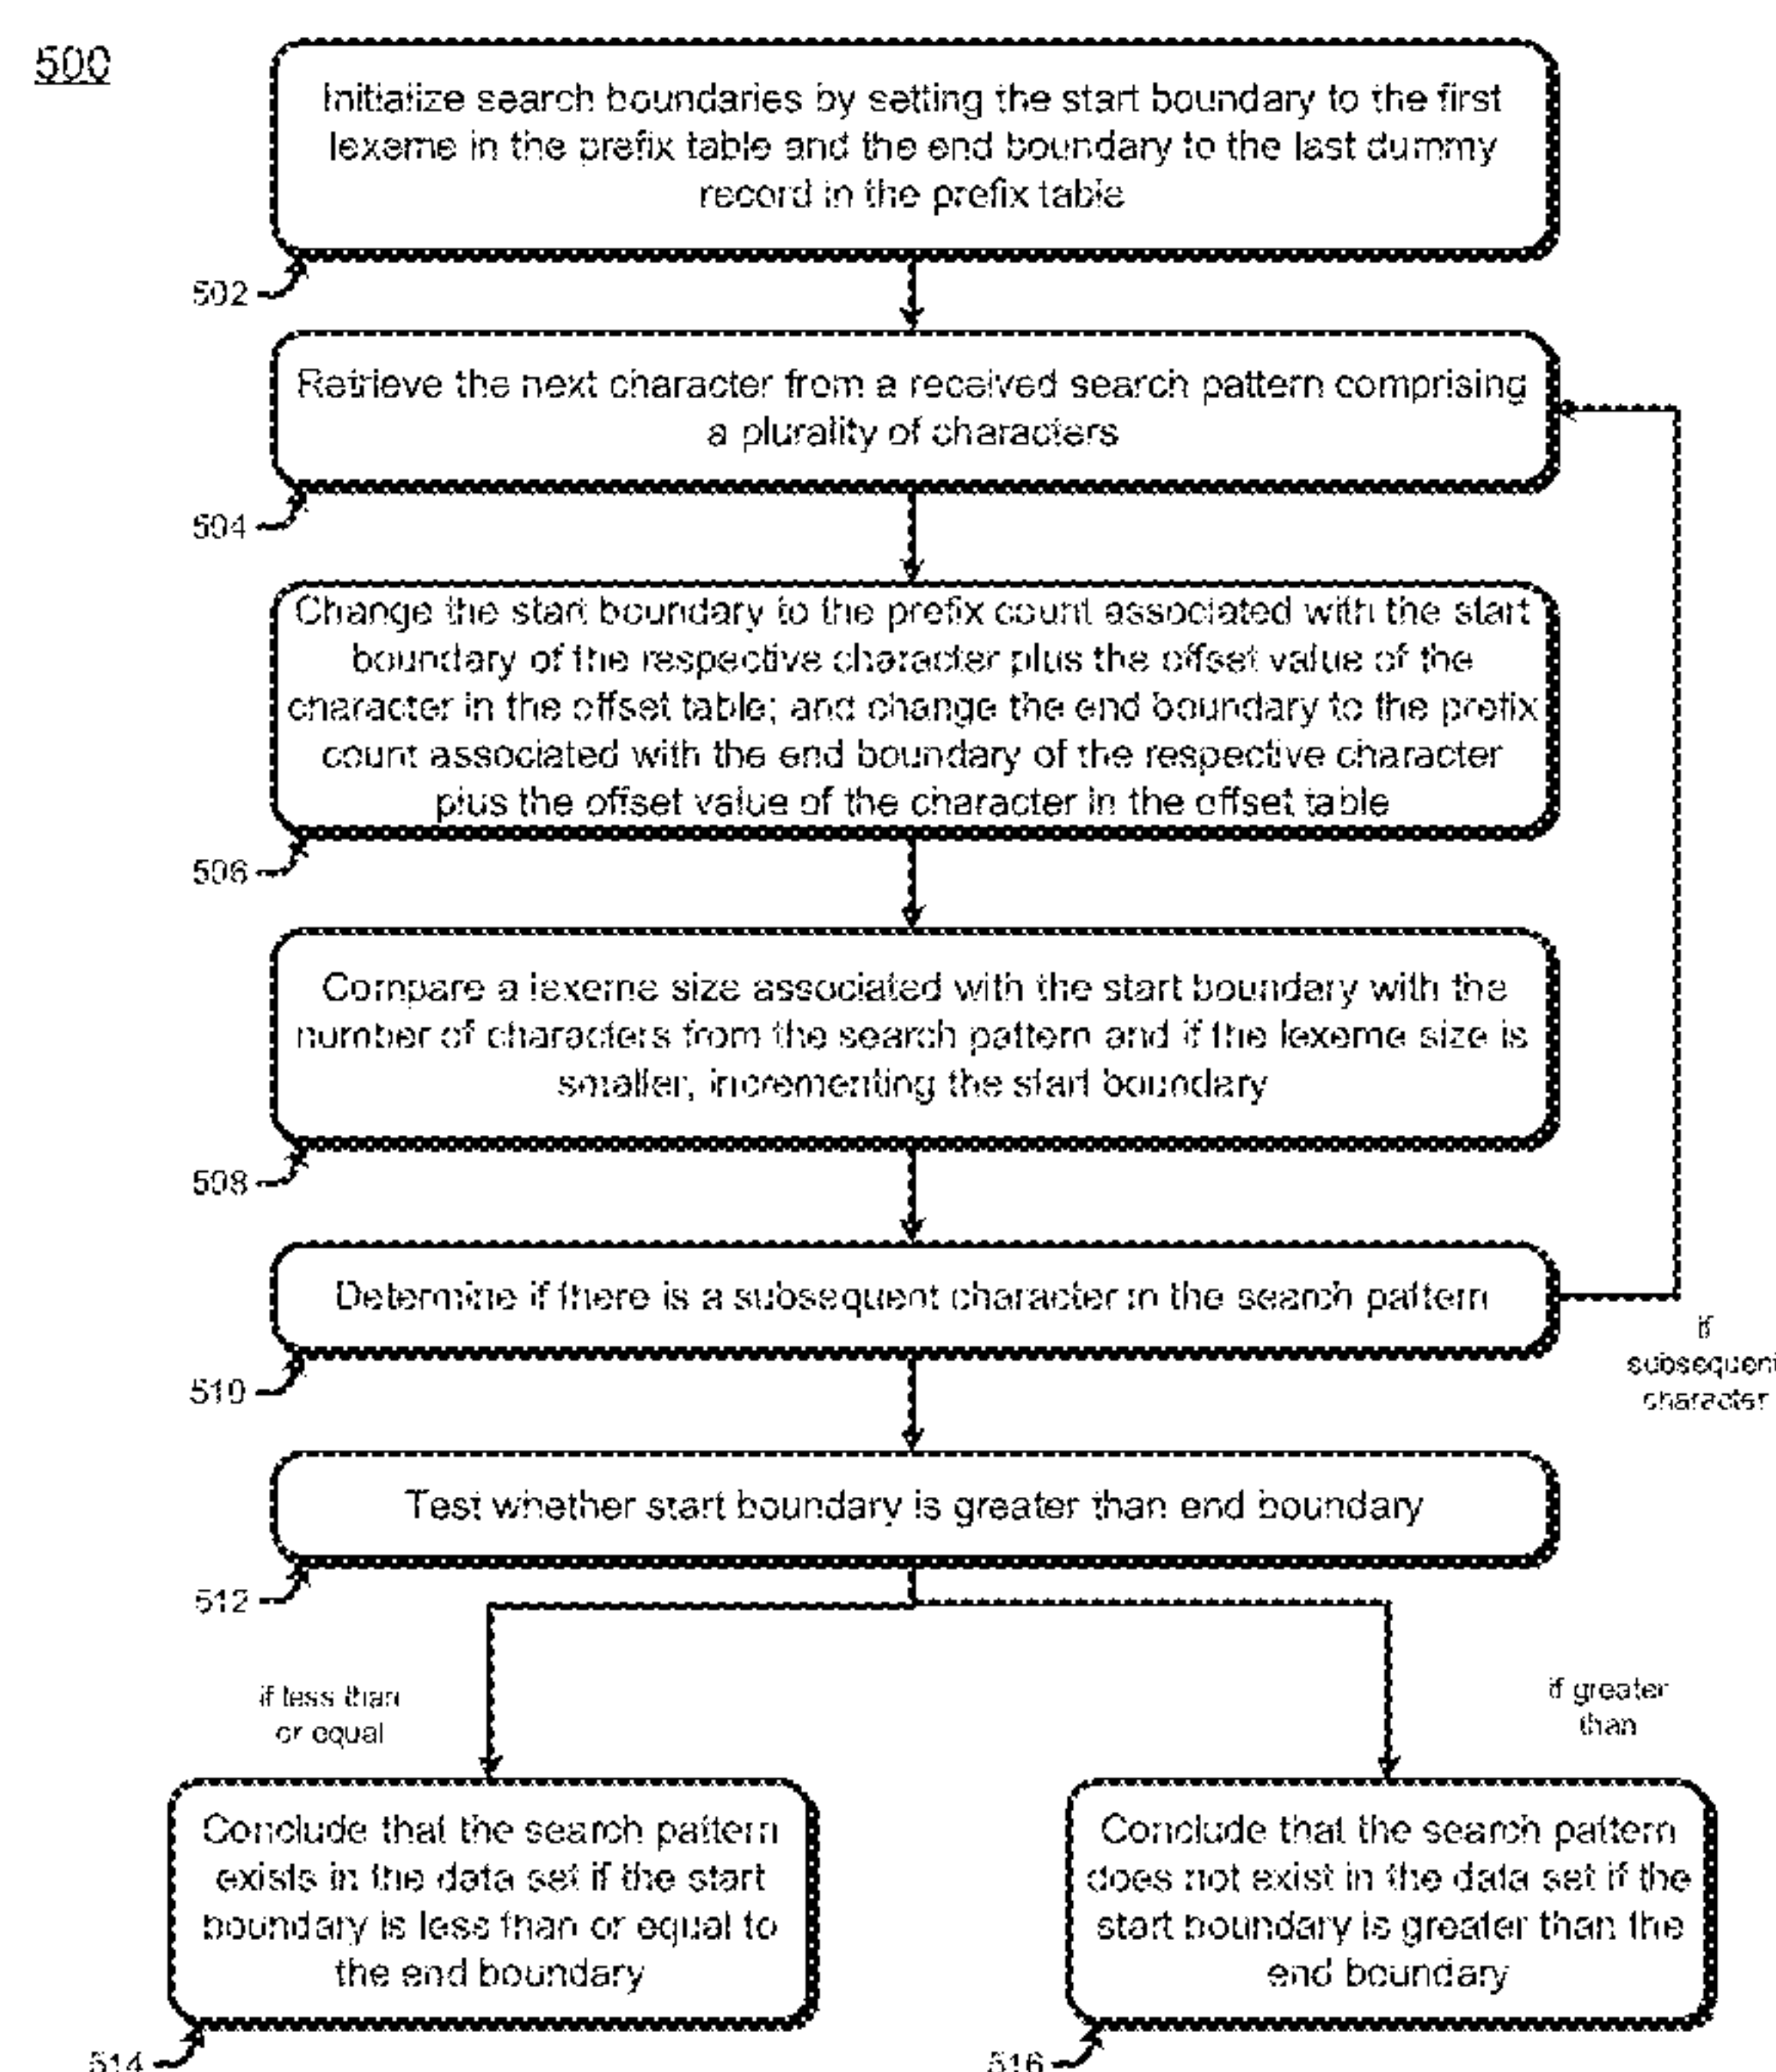 500
Initialize search boundaries by setting the start boundary to the first
lexeme in the prefix table and the end boundary to the last dummy
record in the prefix table
502
Retrieve the next character from a received search pattern comprising
a plurality of characters
504
Change the start boundary to the prefix count associated with the start
boundary of the respective character plus the offset value of the
character in the offset table; and change the end boundary to the prefix
count associated with the end boundary of the respective character
plus the offset value of the character in the offset table
506
Compare a lexeme size associated with the start boundary with the
number of characters from the search pattern and if the lexeme size is
smaller, incrementing the start boundary
508
Determine if there is a subsequent character in the search pattern
if
subsequent
character
510
Test whether start boundary is greater than end boundary
512
if less than
or equal
if greater
than
Conclude that the search pattern
exists in the data set if the start
boundary is less than or equal to
the end boundary
514
Conclude that the search pattern
does not exist in the data set if the
start boundary is greater than the
end boundary
516